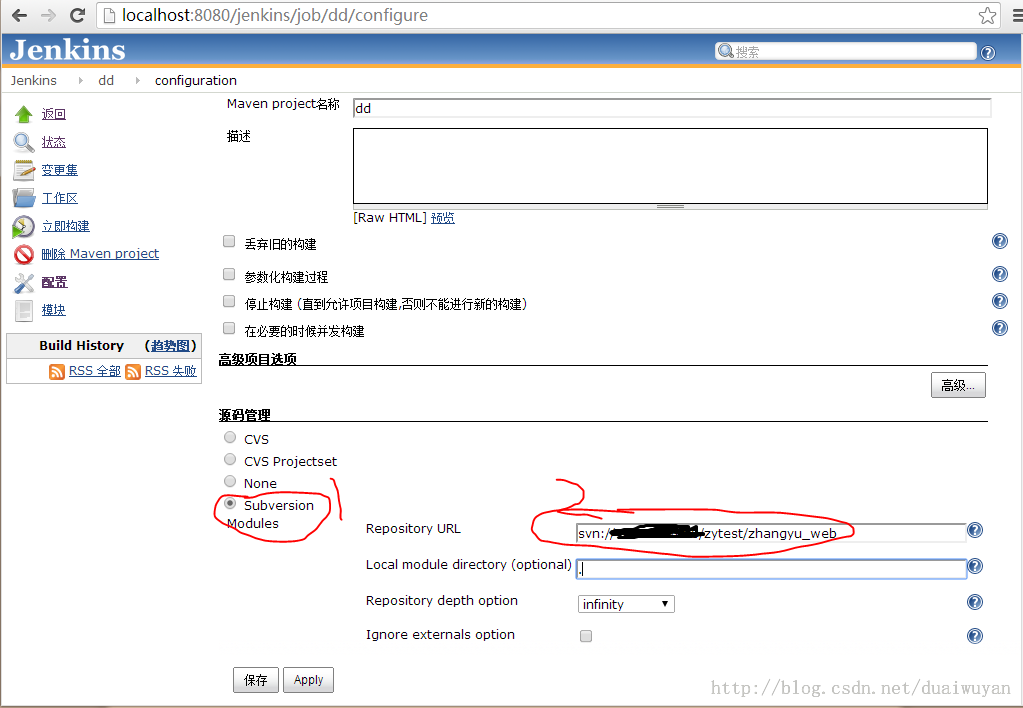 localhost:8080/jenkins/job/dd/configure
Jenkins
搜索
Jenkins dd configuration
返回
状态
变更集
工作区
立即构建
删除 Maven project
配置
模块
Build History (趋势图)
RSS 全部 RSS 失败
Maven project名称
dd
描述
[Raw HTML] 预览
丢弃旧的构建
参数化构建过程
停止构建 (直到允许项目构建,否则不能进行新的构建)
在必要的时候并发构建
高级项目选项
高级...
源码管理
CVS
CVS Projectset
None
Subversion
1
Modules
2
Repository URL
svn:/ /zytest/zhangyu_web
Local module directory (optional)
.
Repository depth option
infinity
Ignore externals option
保存
Apply
http://blog.csdn.net/duaiwuyan